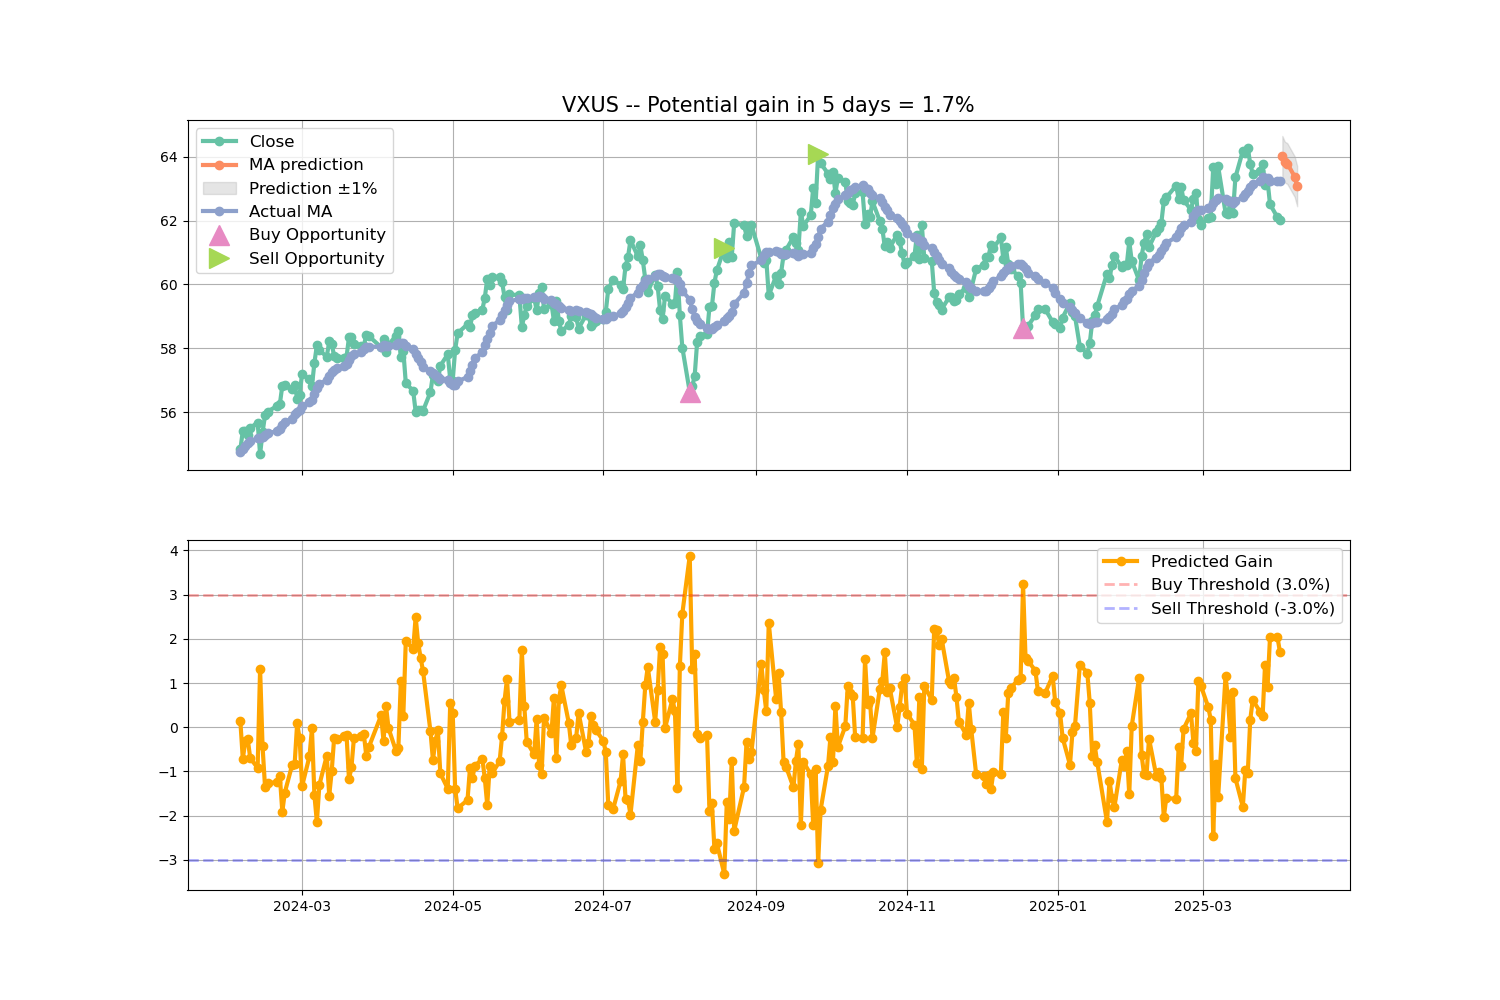 VXUS -- Potential gain in 5 days = 1.7%
Close
MA prediction
Prediction ±1%
Actual MA
Buy Opportunity
Sell Opportunity
64
62
60
58
56
Predicted Gain
Buy Threshold (3.0%)
Sell Threshold (-3.0%)
4
3
2
1
0
−1
−2
−3
2024-03 2024-05 2024-07 2024-09 2024-11 2025-01 2025-03